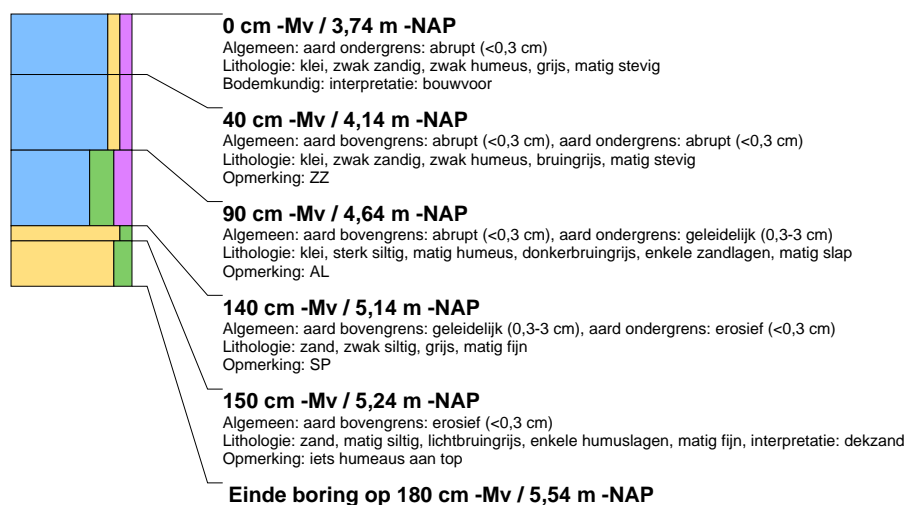 0 cm -Mv / 3,74 m -NAP
Algemeen: aard ondergrens: abrupt (<0,3 cm)
Lithologie: klei, zwak zandig, zwak humeus, grijs, matig stevig
Bodemkundig: interpretatie: bouwvoor
40 cm -Mv / 4,14 m -NAP
Algemeen: aard bovengrens: abrupt (<0,3 cm), aard ondergrens: abrupt (<0,3 cm)
Lithologie: klei, zwak zandig, zwak humeus, bruingrijs, matig stevig
Opmerking: ZZ
90 cm -Mv / 4,64 m -NAP
Algemeen: aard bovengrens: abrupt (<0,3 cm), aard ondergrens: geleidelijk (0,3-3 cm)
Lithologie: klei, sterk siltig, matig humeus, donkerbruingrijs, enkele zandlagen, matig slap
Opmerking: AL
140 cm -Mv / 5,14 m -NAP
Algemeen: aard bovengrens: geleidelijk (0,3-3 cm), aard ondergrens: erosief (<0,3 cm)
Lithologie: zand, zwak siltig, grijs, matig fijn
Opmerking: SP
150 cm -Mv / 5,24 m -NAP
Algemeen: aard bovengrens: erosief (<0,3 cm)
Lithologie: zand, matig siltig, lichtbruingrijs, enkele humuslagen, matig fijn, interpretatie: dekzand
Opmerking: iets humeaus aan top
Einde boring op 180 cm -Mv / 5,54 m -NAP